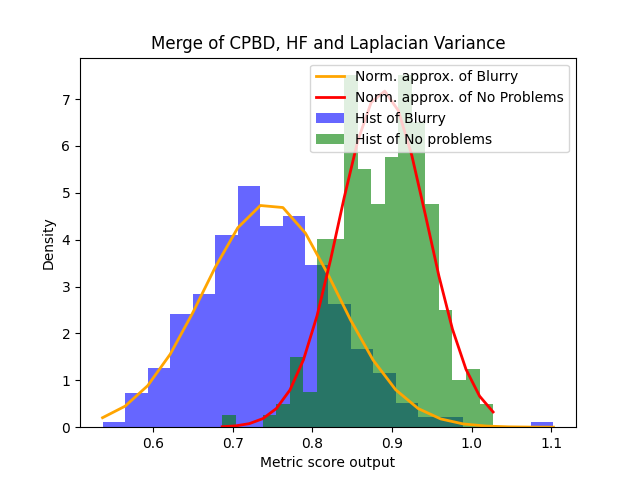 Merge of CPBD, HF and Laplacian Variance
Norm. approx. of Blurry
Norm. approx. of No Problems
Hist of Blurry
Hist of No problems
Density
7
6
5
4
3
2
1
0
0.6 0.7 0.8 0.9 1.0 1.1
Metric score output